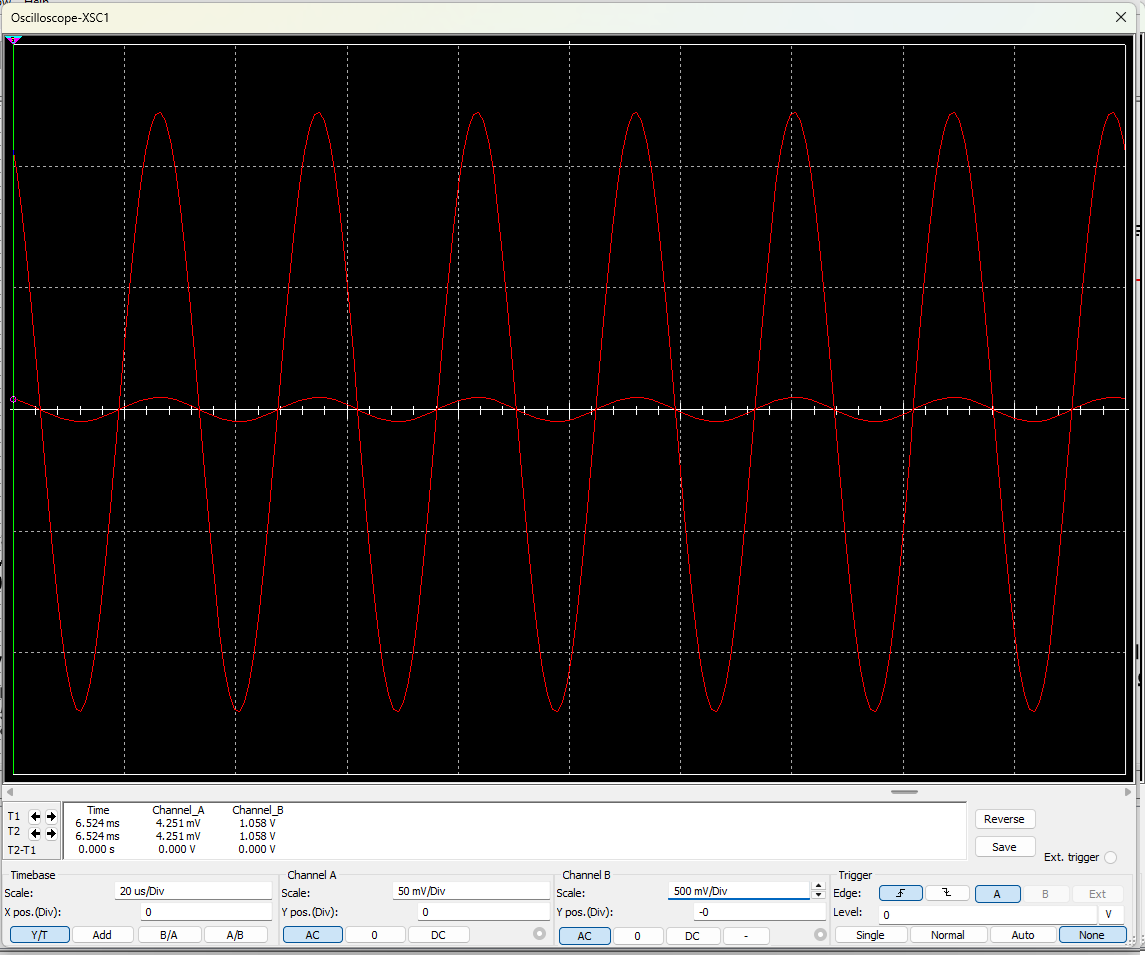 Oscilloscope-XSC1
Time Channel_A Channel_B
T1 6.524 ms 4.251 mV 1.058 V
T2 6.524 ms 4.251 mV 1.058 V
T2-T1 0.000 s 0.000 V 0.000 V
Reverse
Save
Ext. trigger
Timebase
Scale: 20 us/Div
X pos.(Div): 0
Y/T Add B/A A/B
Channel A
Scale: 50 mV/Div
Y pos.(Div): 0
AC 0 DC
Channel B
Scale: 500 mV/Div
Y pos.(Div): -0
AC 0 DC -
Trigger
Edge: A B Ext
Level: 0 V
Single Normal Auto None